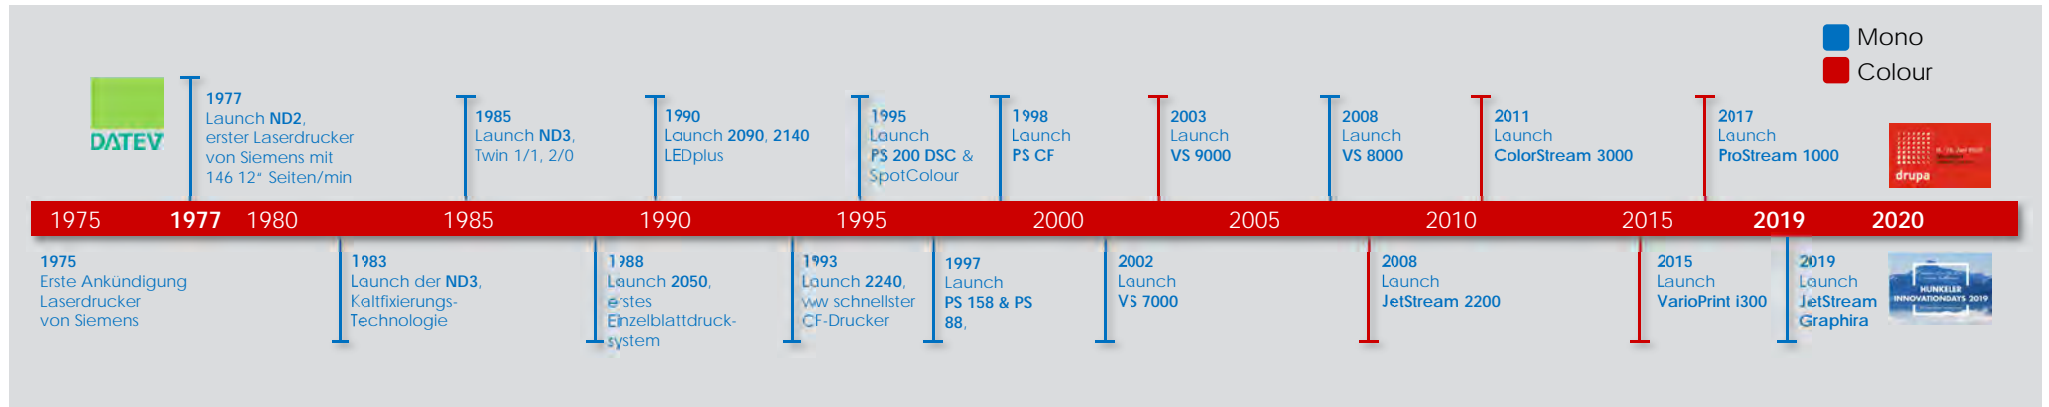 Mono
Colour
DATEV
1977
Launch ND2,
erster Laserdrucker
von Siemens mit
146 12“ Seiten/min
1985
Launch ND3,
Twin 1/1, 2/0
1990
Launch 2090, 2140
LEDplus
1995
Launch
PS 200 DSC &
SpotColour
1998
Launch
PS CF
2003
Launch
VS 9000
2008
Launch
VS 8000
2011
Launch
ColorStream 3000
2017
Launch
ProStream 1000
drupa
1975 1977 1980 1985 1990 1995 2000 2005 2010 2015 2019 2020
1975
Erste Ankündigung
Laserdrucker
von Siemens
1983
Launch der ND3,
Kaltfixierungs-
Technologie
1988
Launch 2050,
erstes
Einzelblattdruck-
system
1993
Launch 2240,
ww schnellster
CF-Drucker
1997
Launch
PS 158 & PS
88,
2002
Launch
VS 7000
2008
Launch
JetStream 2200
2015
Launch
VarioPrint i300
2019
Launch
JetStream
Graphira
HUNKELER
INNOVATIONDAYS 2019